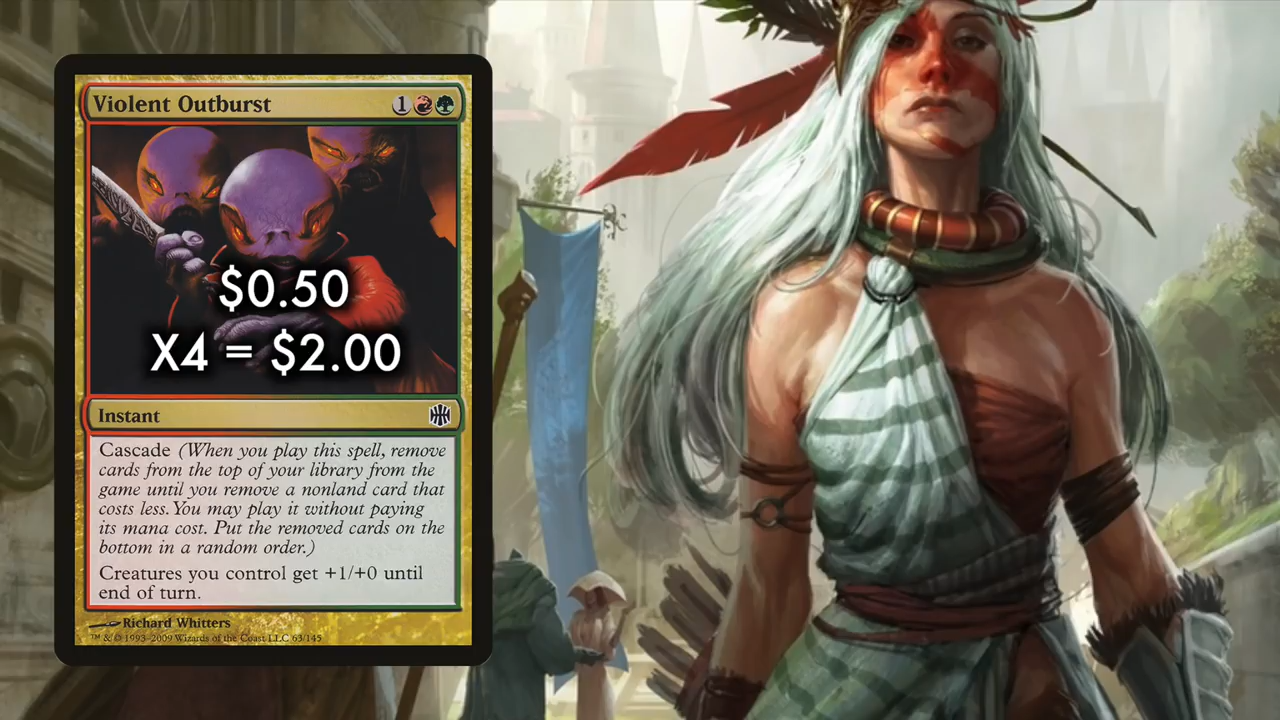 Violent Outburst 1
$0.50
X4 = $2.00
Instant
Cascade (When you play this spell, remove
cards from the top of your library from the
game until you remove a nonland card that
costs less. You may play it without paying
its mana cost. Put the removed cards on the
bottom in a random order.)
Creatures you control get +1/+0 until
end of turn.
Richard Whitters
™ & © 1993–2009 Wizards of the Coast LLC 63/145